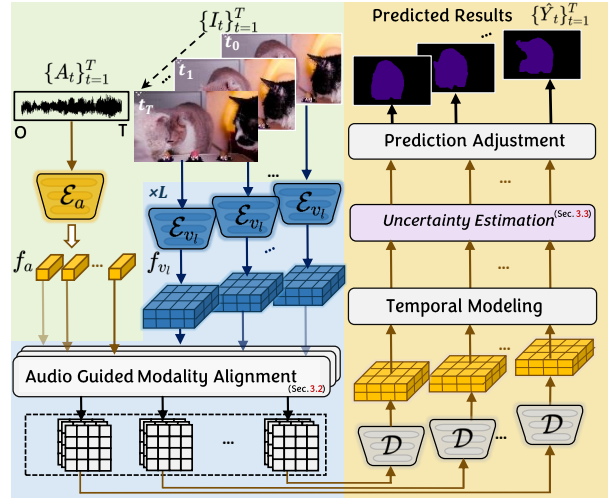 {I_t}_{t=1}^T
Predicted Results {Ŷ_t}_{t=1}^T
{A_t}_{t=1}^T
t_0
t_1
t_T
...
O T
Prediction Adjustment
×L
...
ℰ_a
ℰ_{v_l} ℰ_{v_l} ℰ_{v_l}
...
Uncertainty Estimation (Sec. 3.3)
f_a
...
f_{v_l}
...
...
Temporal Modeling
...
Audio Guided Modality Alignment
(Sec. 3.2)
...
𝒟 𝒟 ... 𝒟